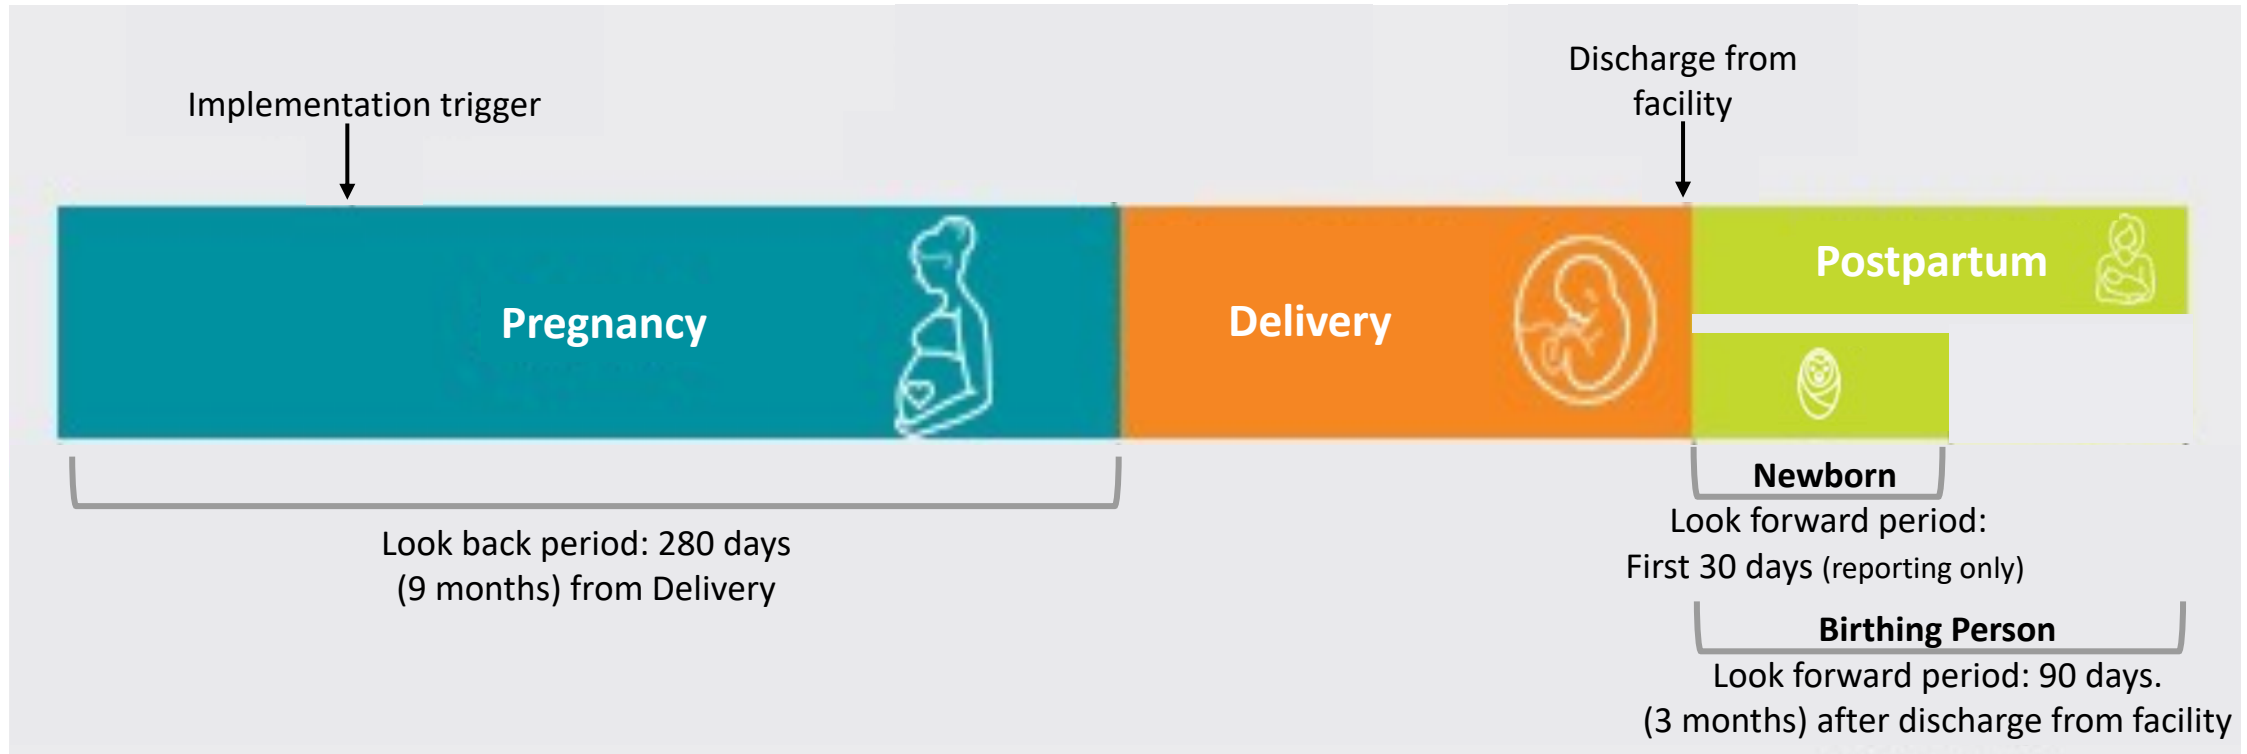 Implementation trigger
Discharge from
facility
Pregnancy
Delivery
Postpartum
Newborn
Look forward period:
First 30 days (reporting only)
Look back period: 280 days
(9 months) from Delivery
Birthing Person
Look forward period: 90 days.
(3 months) after discharge from facility